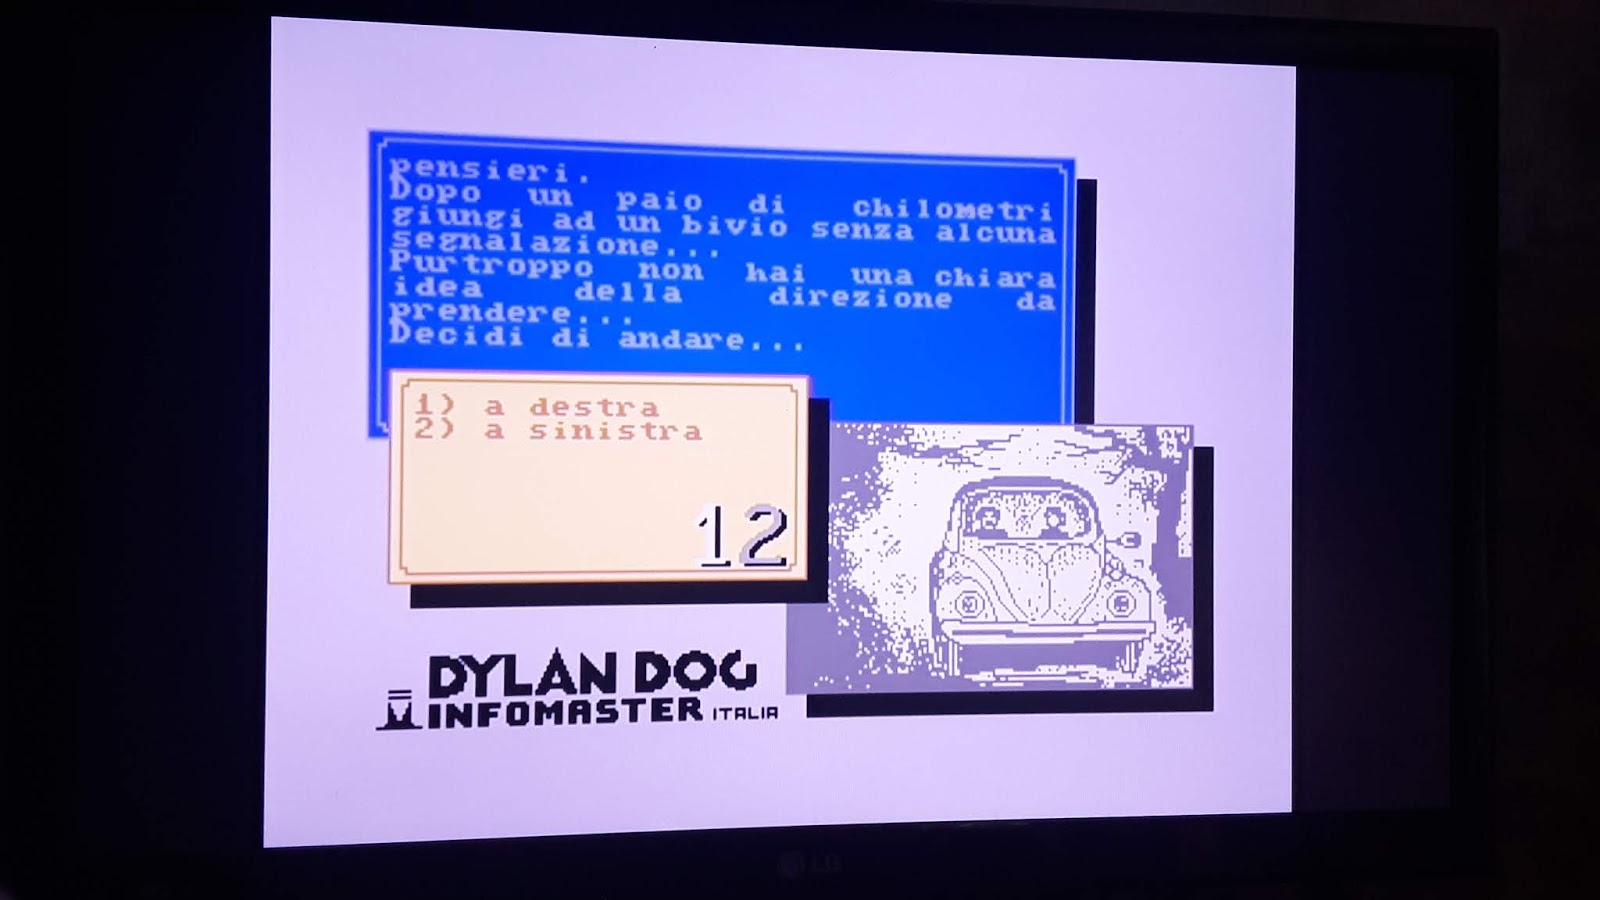 pensieri.
Dopo un paio di chilometri
giungi ad un bivio senza alcuna
segnalazione...
Purtroppo non hai una chiara
idea della direzione da
prendere...
Decidi di andare...
1) a destra
2) a sinistra
12
DYLAN DOG
INFOMASTER ITALIA
LG